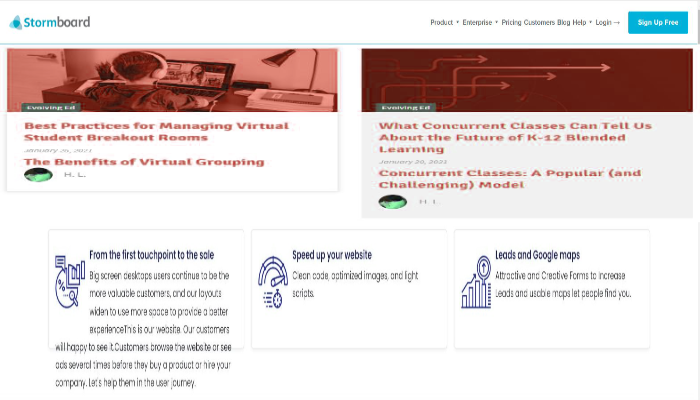 Stormboard
Product Enterprise Pricing Customers Blog Help Login → Sign Up Free
Evolving Ed
Best Practices for Managing Virtual
Student Breakout Rooms
January 26, 2021
The Benefits of Virtual Grouping
H. L.
Evolving Ed
What Concurrent Classes Can Tell Us
About the Future of K-12 Blended
Learning
January 20, 2021
Concurrent Classes: A Popular (and
Challenging) Model
H. L.
From the first touchpoint to the sale
Big screen desktops users continue to be the
more valuable customers, and our layouts
widen to use more space to provide a better
experienceThis is our website. Our customers
will happy to see it.Customers browse the website or see
ads several times before they buy a product or hire your
company. Let's help them in the user journey.
Speed up your website
Clean code, optimized images, and light
scripts.
Leads and Google maps
Attractive and Creative Forms to Increase
Leads and usable maps let people find you.